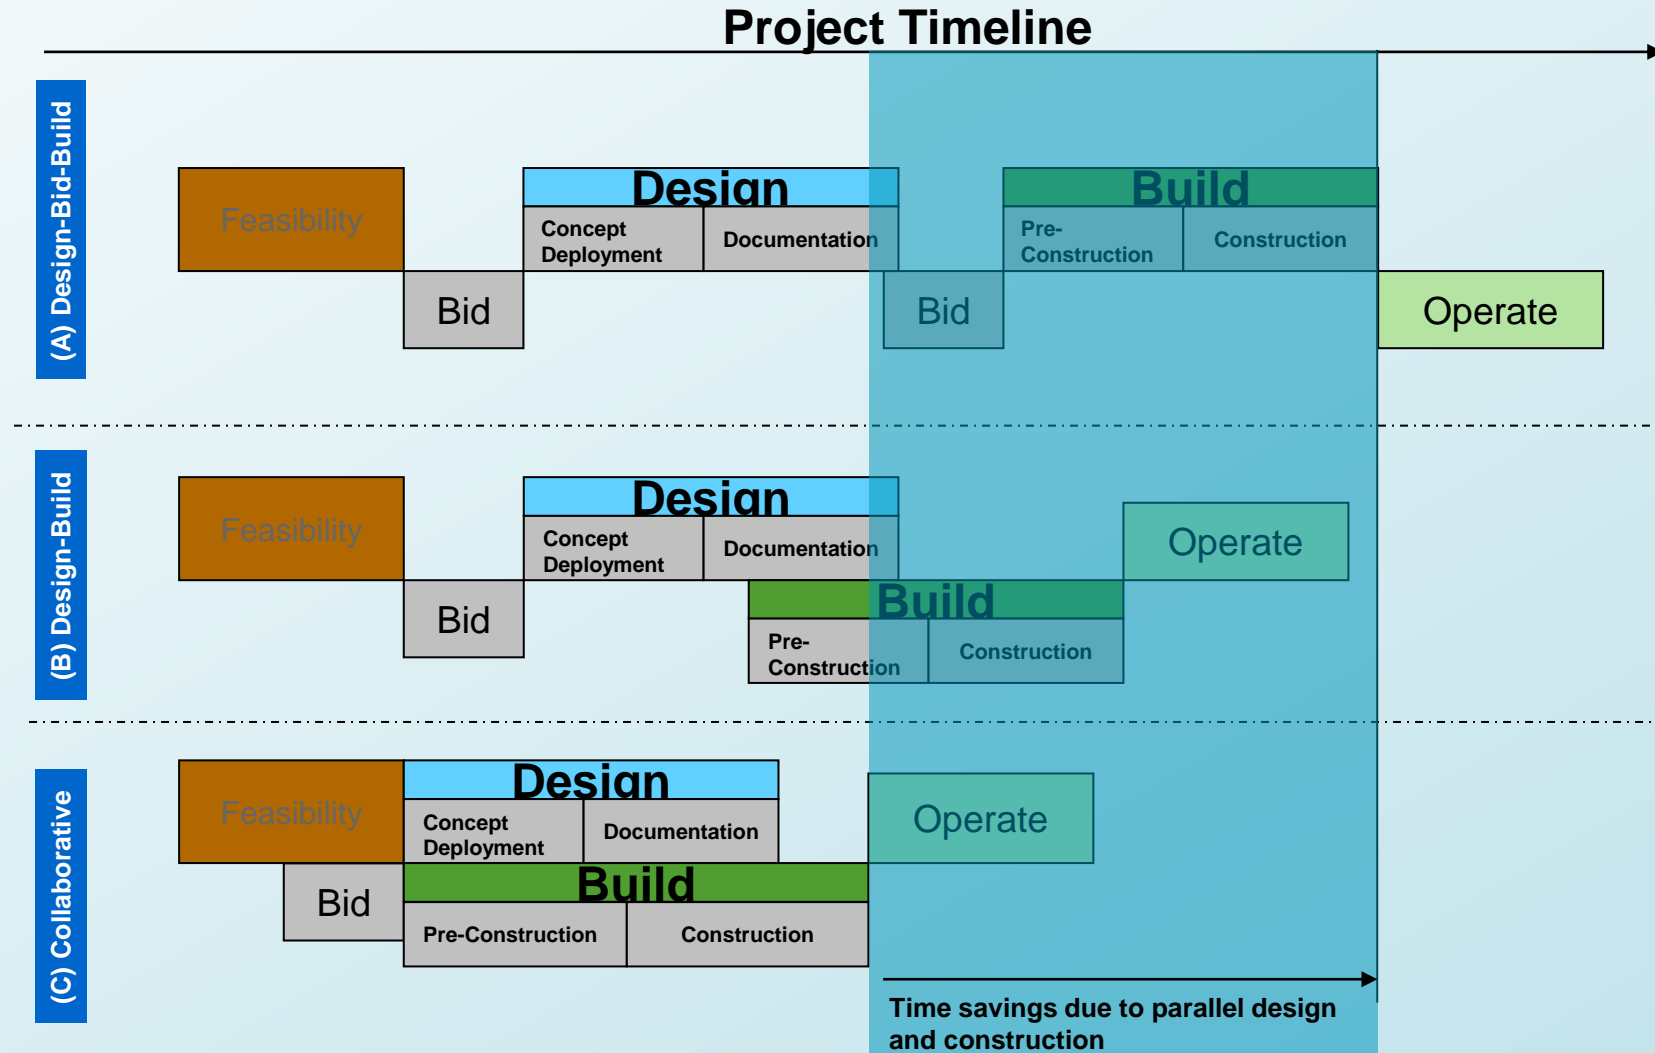 Project Timeline
(A) Design-Bid-Build
Feasibility
Bid
Design
Concept
Deployment
Documentation
Bid
Build
Pre-
Construction
Construction
Operate
(B) Design-Build
Feasibility
Bid
Design
Concept
Deployment
Documentation
Build
Pre-
Construction
Construction
Operate
(C) Collaborative
Feasibility
Bid
Design
Concept
Deployment
Documentation
Build
Pre-Construction
Construction
Operate
Time savings due to parallel design
and construction